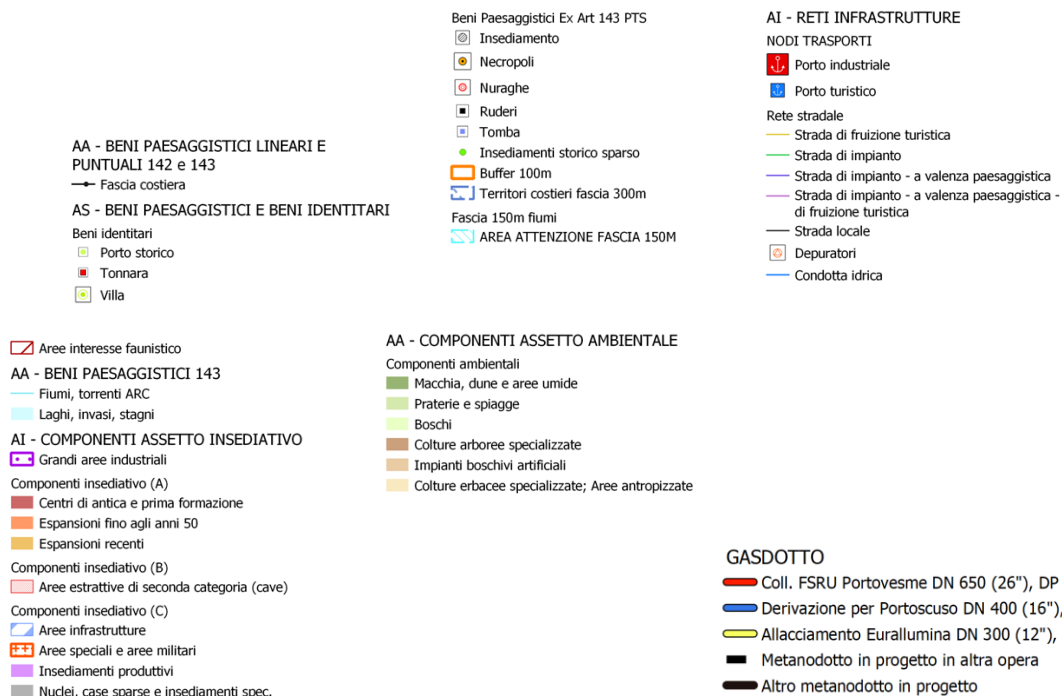 AA - BENI PAESAGGISTICI LINEARI E
PUNTUALI 142 e 143
Fascia costiera
AS - BENI PAESAGGISTICI E BENI IDENTITARI
Beni identitari
Porto storico
Tonnara
Villa
Beni Paesaggistici Ex Art 143 PTS
Insediamento
Necropoli
Nuraghe
Ruderi
Tomba
Insediamenti storico sparso
Buffer 100m
Territori costieri fascia 300m
Fascia 150m fiumi
AREA ATTENZIONE FASCIA 150M
AI - RETI INFRASTRUTTURE
NODI TRASPORTI
Porto industriale
Porto turistico
Rete stradale
Strada di fruizione turistica
Strada di impianto
Strada di impianto - a valenza paesaggistica
Strada di impianto - a valenza paesaggistica -
di fruizione turistica
Strada locale
Depuratori
Condotta idrica
Aree interesse faunistico
AA - BENI PAESAGGISTICI 143
Fiumi, torrenti ARC
Laghi, invasi, stagni
AI - COMPONENTI ASSETTO INSEDIATIVO
Grandi aree industriali
Componenti insediativo (A)
Centri di antica e prima formazione
Espansioni fino agli anni 50
Espansioni recenti
Componenti insediativo (B)
Aree estrattive di seconda categoria (cave)
Componenti insediativo (C)
Aree infrastrutture
Aree speciali e aree militari
Insediamenti produttivi
Nuclei, case sparse e insediamenti spec.
AA - COMPONENTI ASSETTO AMBIENTALE
Componenti ambientali
Macchia, dune e aree umide
Praterie e spiagge
Boschi
Colture arboree specializzate
Impianti boschivi artificiali
Colture erbacee specializzate; Aree antropizzate
GASDOTTO
Coll. FSRU Portovesme DN 650 (26"), DP
Derivazione per Portoscuso DN 400 (16"),
Allacciamento Eurallumina DN 300 (12"),
Metanodotto in progetto in altra opera
Altro metanodotto in progetto